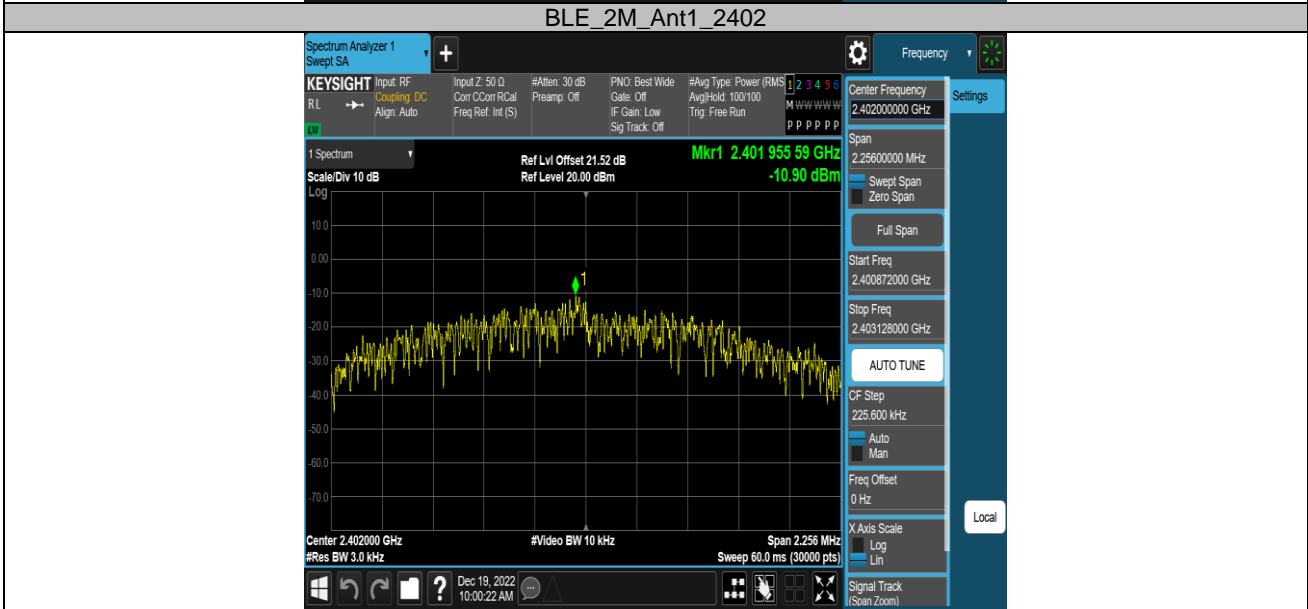 BLE_2M_Ant1_2402
Spectrum Analyzer 1
Swept SA
+
Frequency
KEYSIGHT
RL
LXI
Input: RF
Coupling: DC
Align: Auto
Input Z: 50 Ω
Corr CCorr RCal
Freq Ref: Int (S)
#Atten: 30 dB
Preamp: Off
PNO: Best Wide
Gate: Off
IF Gain: Low
Sig Track: Off
#Avg Type: Power (RMS
Avg|Hold: 100/100
Trig: Free Run
1 2 3 4 5 6
M W W W W W
P P P P P P
1 Spectrum
Scale/Div 10 dB
Log
Ref Lvl Offset 21.52 dB
Ref Level 20.00 dBm
Mkr1 2.401 955 59 GHz
-10.90 dBm
10.0
0.00
-10.0
-20.0
-30.0
-40.0
-50.0
-60.0
-70.0
1
Center 2.402000 GHz
#Res BW 3.0 kHz
#Video BW 10 kHz
Span 2.256 MHz
Sweep 60.0 ms (30000 pts)
Center Frequency
2.402000000 GHz
Settings
Span
2.25600000 MHz
Swept Span
Zero Span
Full Span
Start Freq
2.400872000 GHz
Stop Freq
2.403128000 GHz
AUTO TUNE
CF Step
225.600 kHz
Auto
Man
Freq Offset
0 Hz
X Axis Scale
Log
Lin
Local
Signal Track
(Span Zoom)
?
Dec 19, 2022
10:00:22 AM